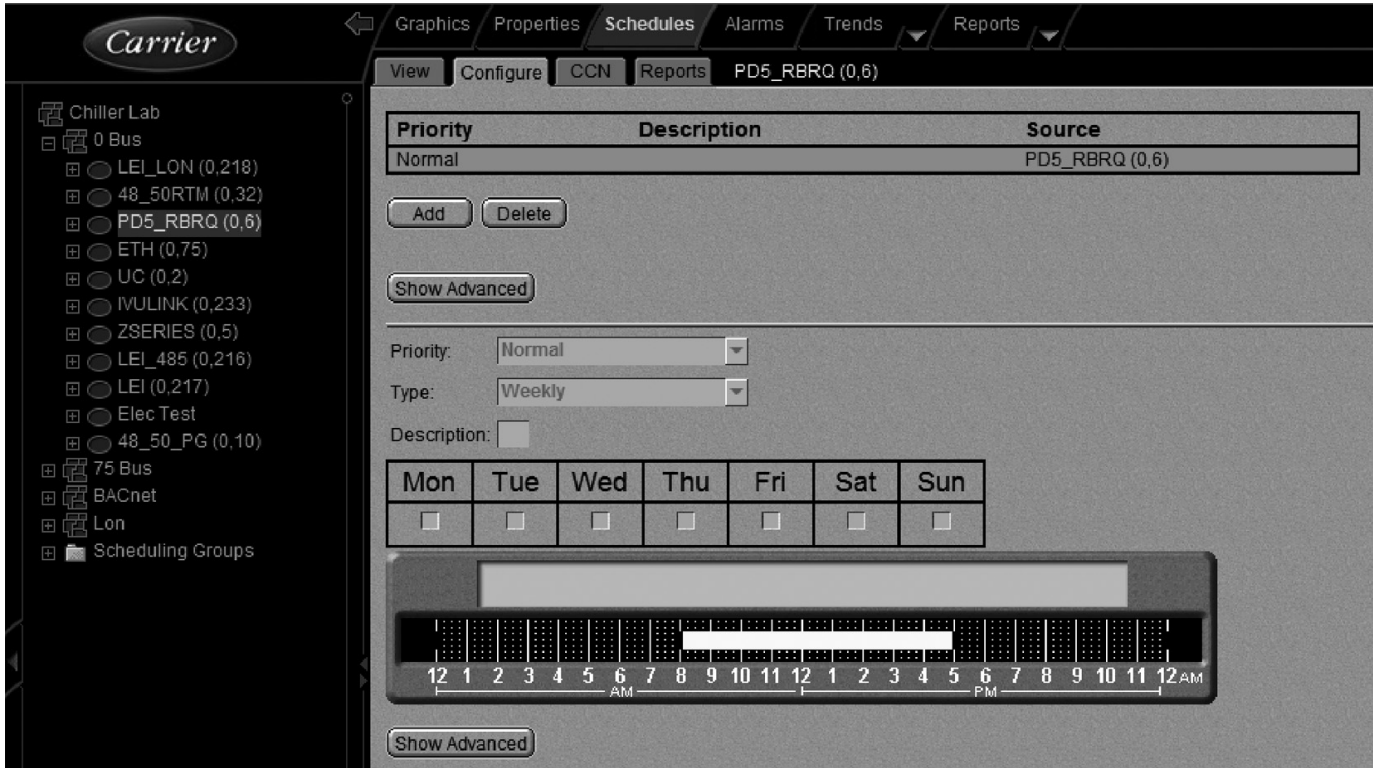 Carrier
Graphics Properties Schedules Alarms Trends Reports
View Configure CCN Reports PD5_RBRQ (0,6)
Chiller Lab
0 Bus
LEI_LON (0,218)
48_50RTM (0,32)
PD5_RBRQ (0,6)
ETH (0,75)
UC (0,2)
IVULINK (0,233)
ZSERIES (0,5)
LEI_485 (0,216)
LEI (0,217)
Elec Test
48_50_PG (0,10)
75 Bus
BACnet
Lon
Scheduling Groups
Priority Description Source
Normal PD5_RBRQ (0,6)
Add Delete
Show Advanced
Priority: Normal
Type: Weekly
Description:
Mon Tue Wed Thu Fri Sat Sun
12 1 2 3 4 5 6 7 8 9 10 11 12 1 2 3 4 5 6 7 8 9 10 11 12 AM
AM PM
Show Advanced